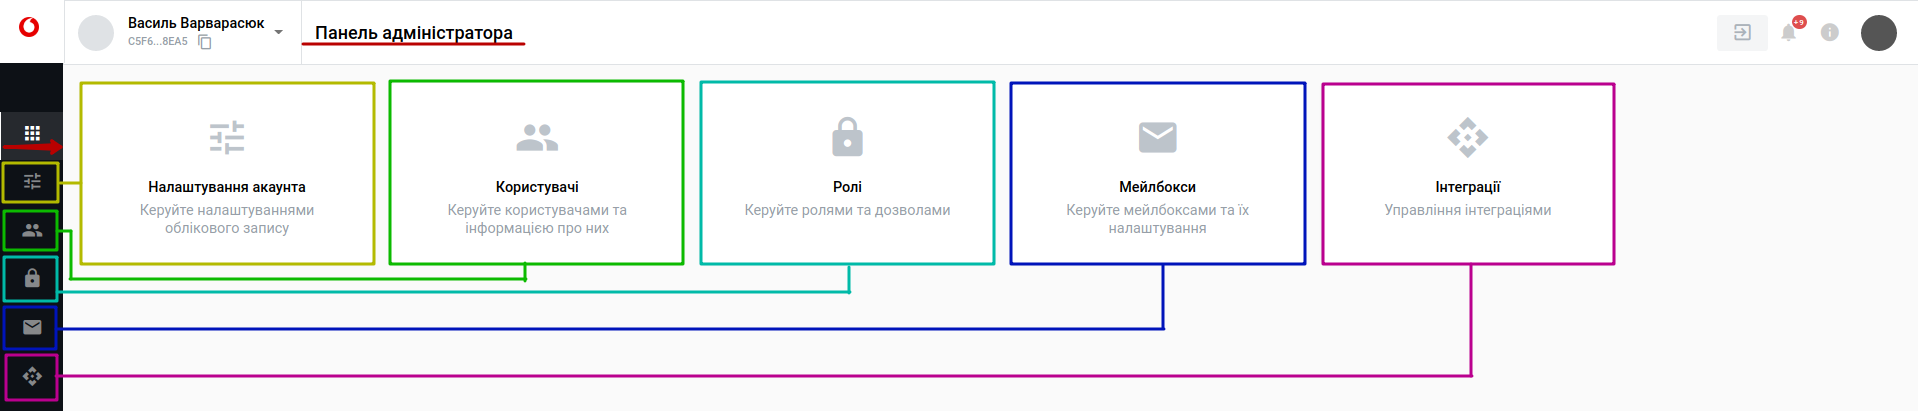 Василь Варварасюк
C5F6...8EA5
Панель адміністратора
+9
Налаштування акаунта
Керуйте налаштуваннями
облікового запису
Користувачі
Керуйте користувачами та
інформацією про них
Ролі
Керуйте ролями та дозволами
Мейлбокси
Керуйте мейлбоксами та їх
налаштування
Інтеграції
Управління інтеграціями